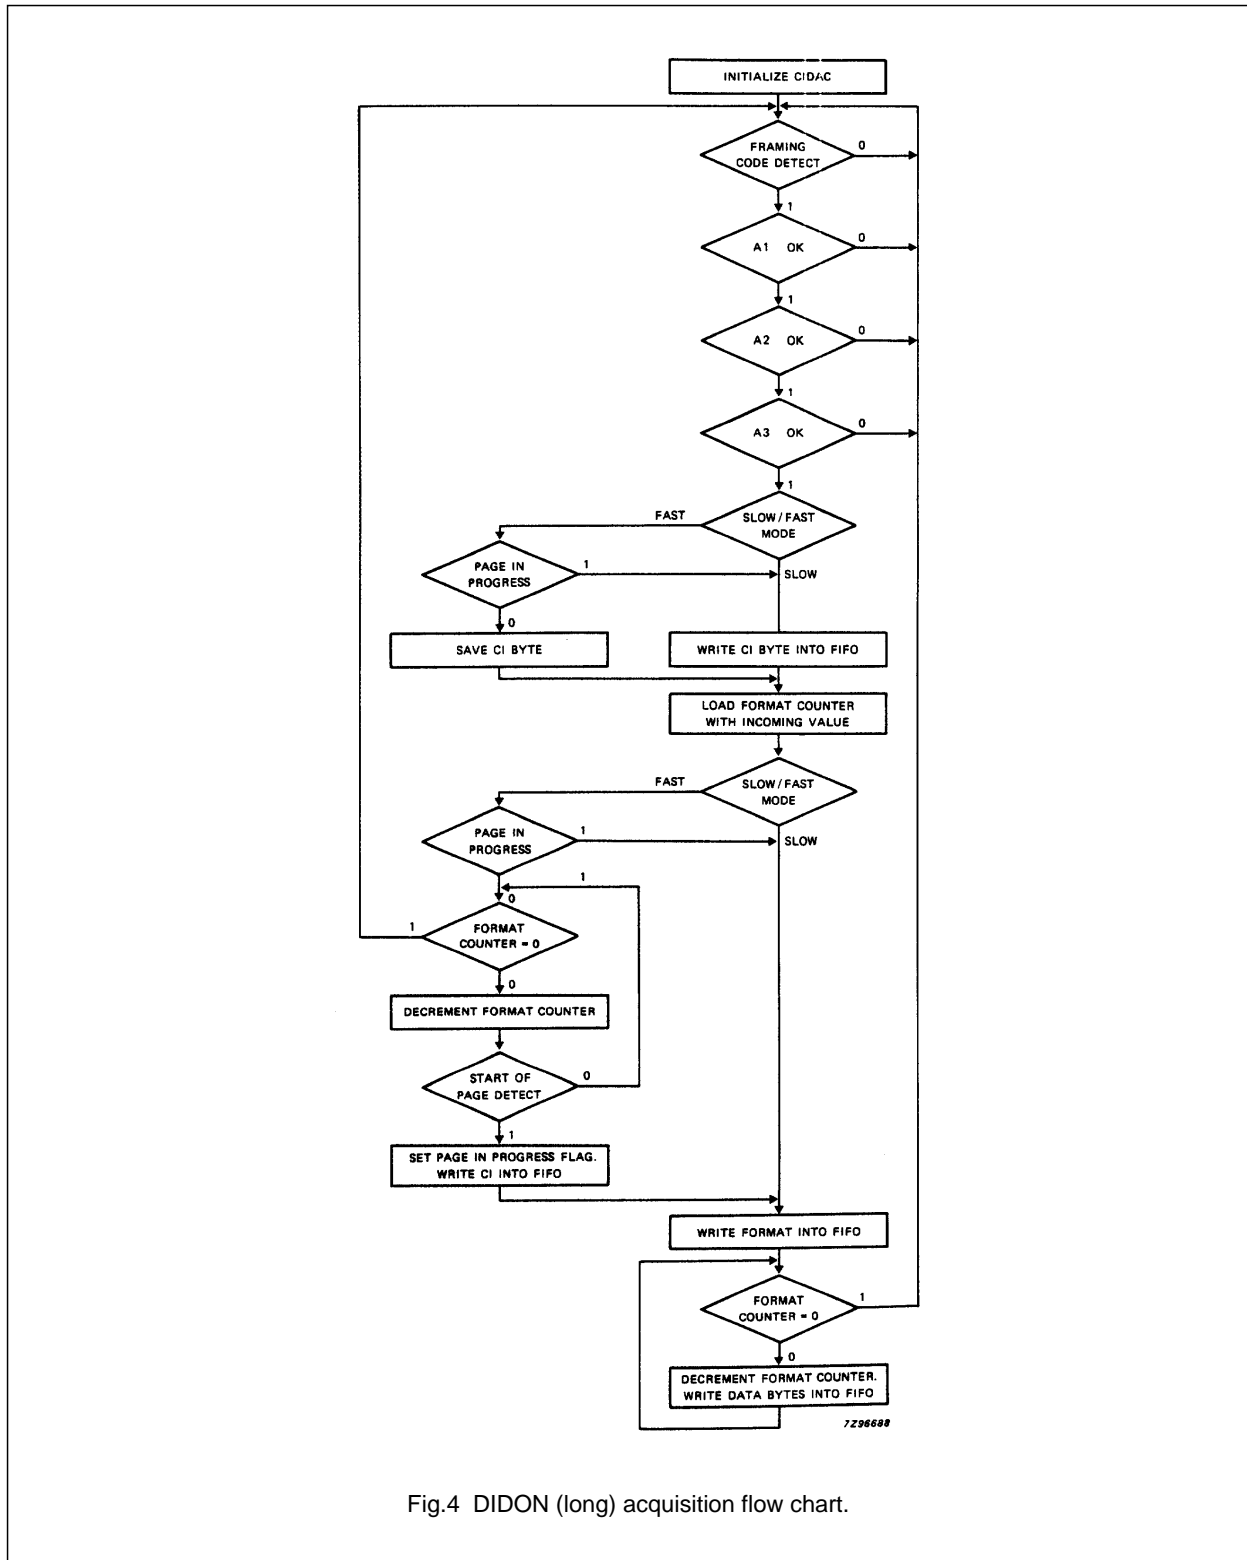 INITIALIZE CIDAC
FRAMING
CODE DETECT
0
1
A1 OK
0
1
A2 OK
0
1
A3 OK
0
1
SLOW/FAST
MODE
FAST
PAGE IN
PROGRESS
1
SLOW
0
SAVE CI BYTE
WRITE CI BYTE INTO FIFO
LOAD FORMAT COUNTER
WITH INCOMING VALUE
SLOW/FAST
MODE
FAST
PAGE IN
PROGRESS
1
SLOW
1
0
FORMAT
COUNTER = 0
1
0
DECREMENT FORMAT COUNTER
START OF
PAGE DETECT
0
1
SET PAGE IN PROGRESS FLAG.
WRITE CI INTO FIFO
WRITE FORMAT INTO FIFO
FORMAT
COUNTER = 0
1
0
DECREMENT FORMAT COUNTER.
WRITE DATA BYTES INTO FIFO
7Z96688
Fig.4 DIDON (long) acquisition flow chart.